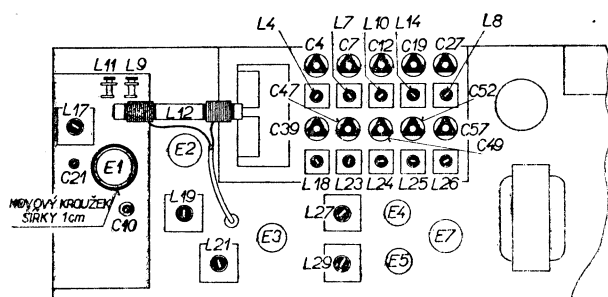 L4 L7 L10 L14 L8
C4 C7 C12 C19 C27
L11 L9
L12
L17
C47
C52
C39
C57
C49
E2
C21
E1
KOVOVÝ KROUŽEK
ŠÍRKY 1cm
C10
L18 L23 L24 L25 L26
L19
L27
E4
E3
E7
L21
L29
E5